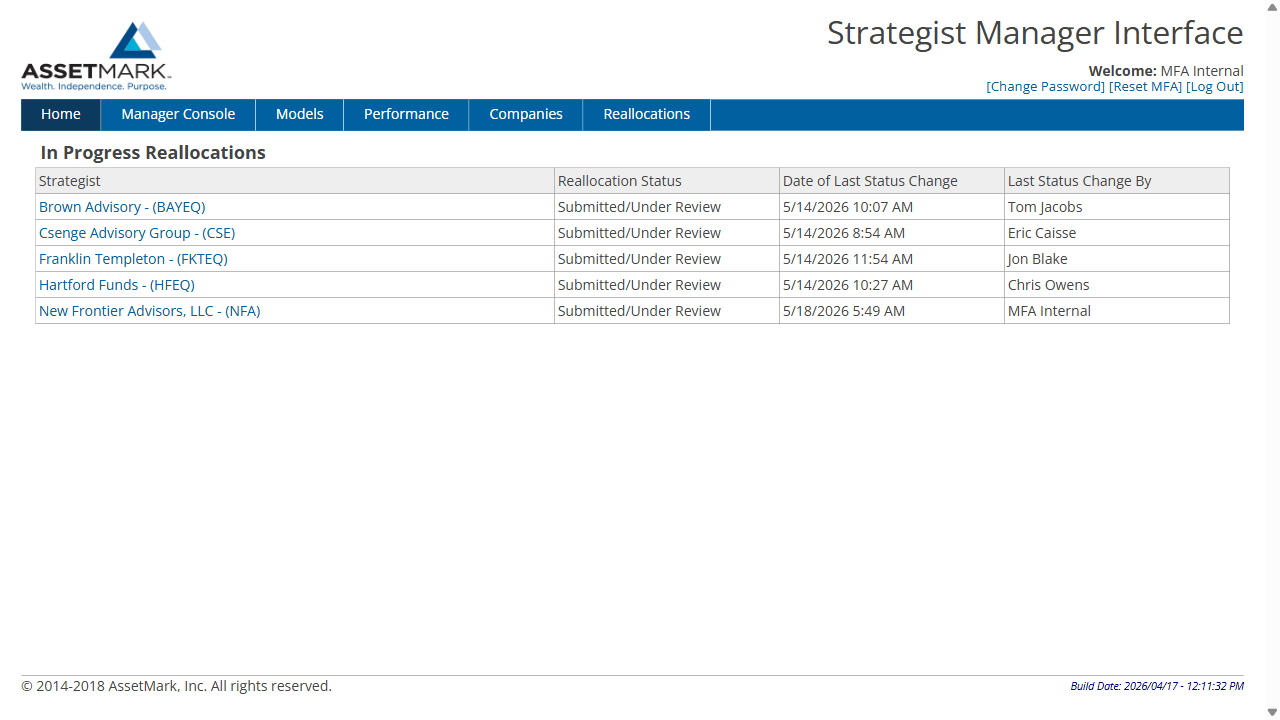 Strategist Manager Interface
ASSETMARK™
Wealth. Independence. Purpose.
Welcome: MFA Internal
[Change Password] [Reset MFA] [Log Out]
Home Manager Console Models Performance Companies Reallocations
In Progress Reallocations
Strategist Reallocation Status Date of Last Status Change Last Status Change By
Brown Advisory - (BAYEQ) Submitted/Under Review 5/14/2026 10:07 AM Tom Jacobs
Csenge Advisory Group - (CSE) Submitted/Under Review 5/14/2026 8:54 AM Eric Caisse
Franklin Templeton - (FKTEQ) Submitted/Under Review 5/14/2026 11:54 AM Jon Blake
Hartford Funds - (HFEQ) Submitted/Under Review 5/14/2026 10:27 AM Chris Owens
New Frontier Advisors, LLC - (NFA) Submitted/Under Review 5/18/2026 5:49 AM MFA Internal
© 2014-2018 AssetMark, Inc. All rights reserved.
Build Date: 2026/04/17 - 12:11:32 PM